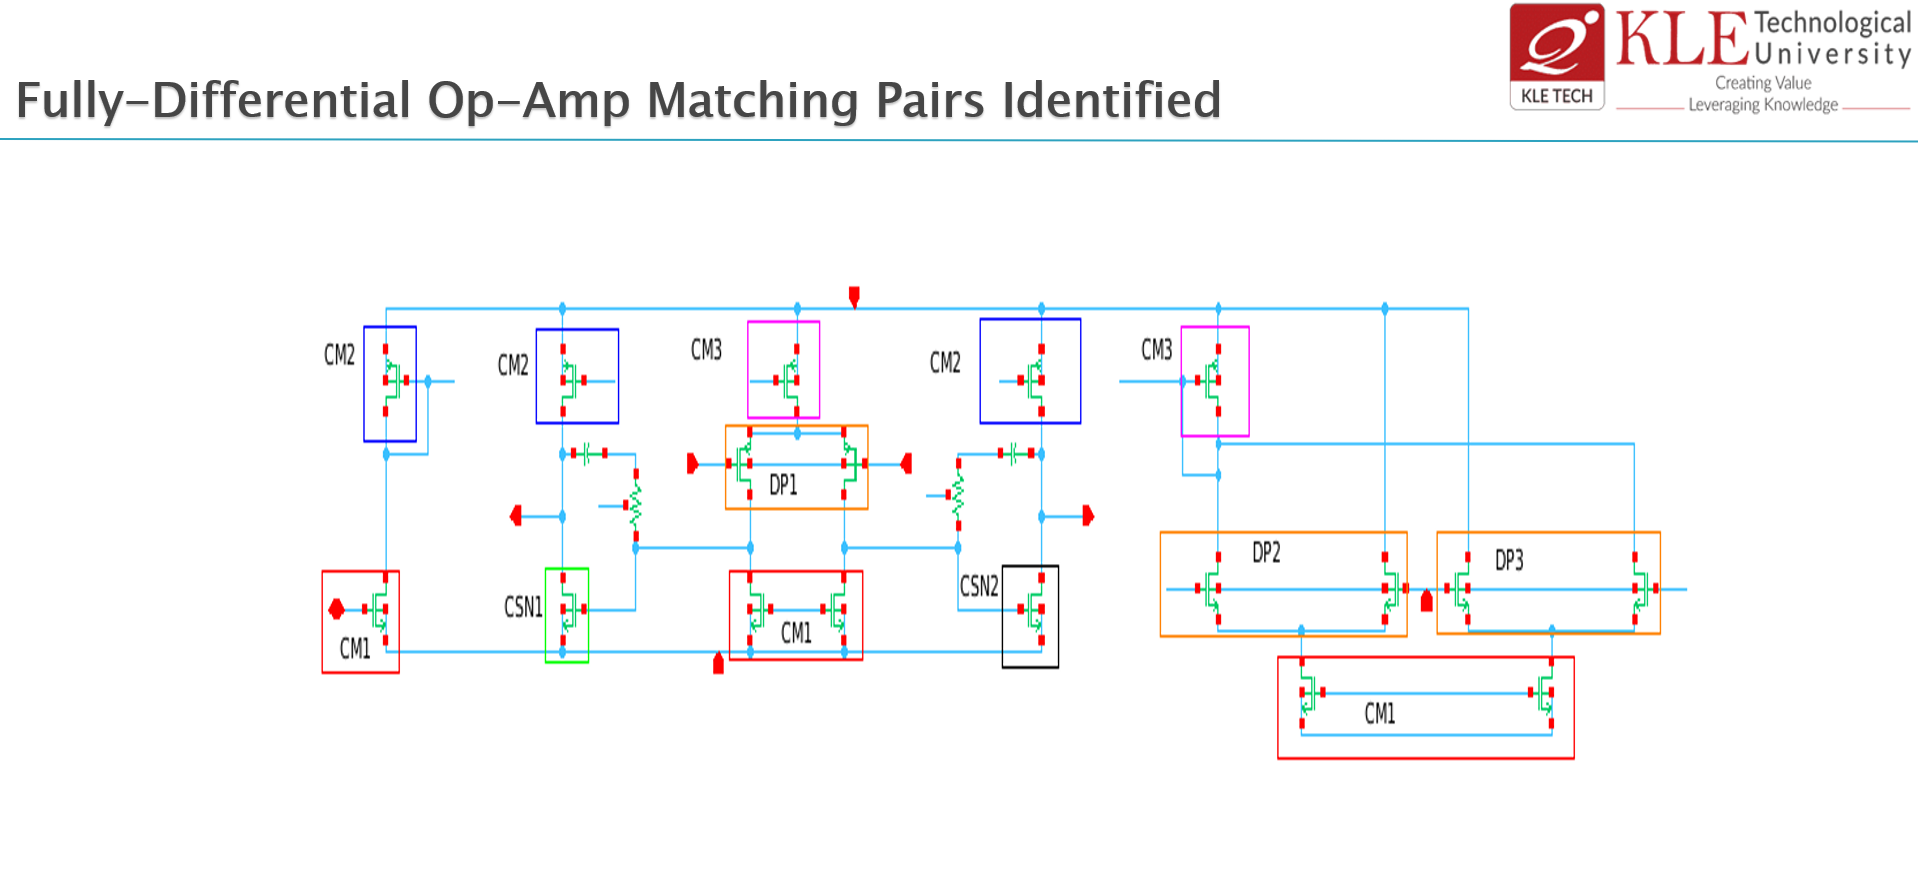 Fully-Differential Op-Amp Matching Pairs Identified
KLE TECH
KLE Technological University
Creating Value
Leveraging Knowledge
CM2
CM2
CM3
CM2
CM3
DP1
DP2
DP3
CSN1
CSN2
CM1
CM1
CM1